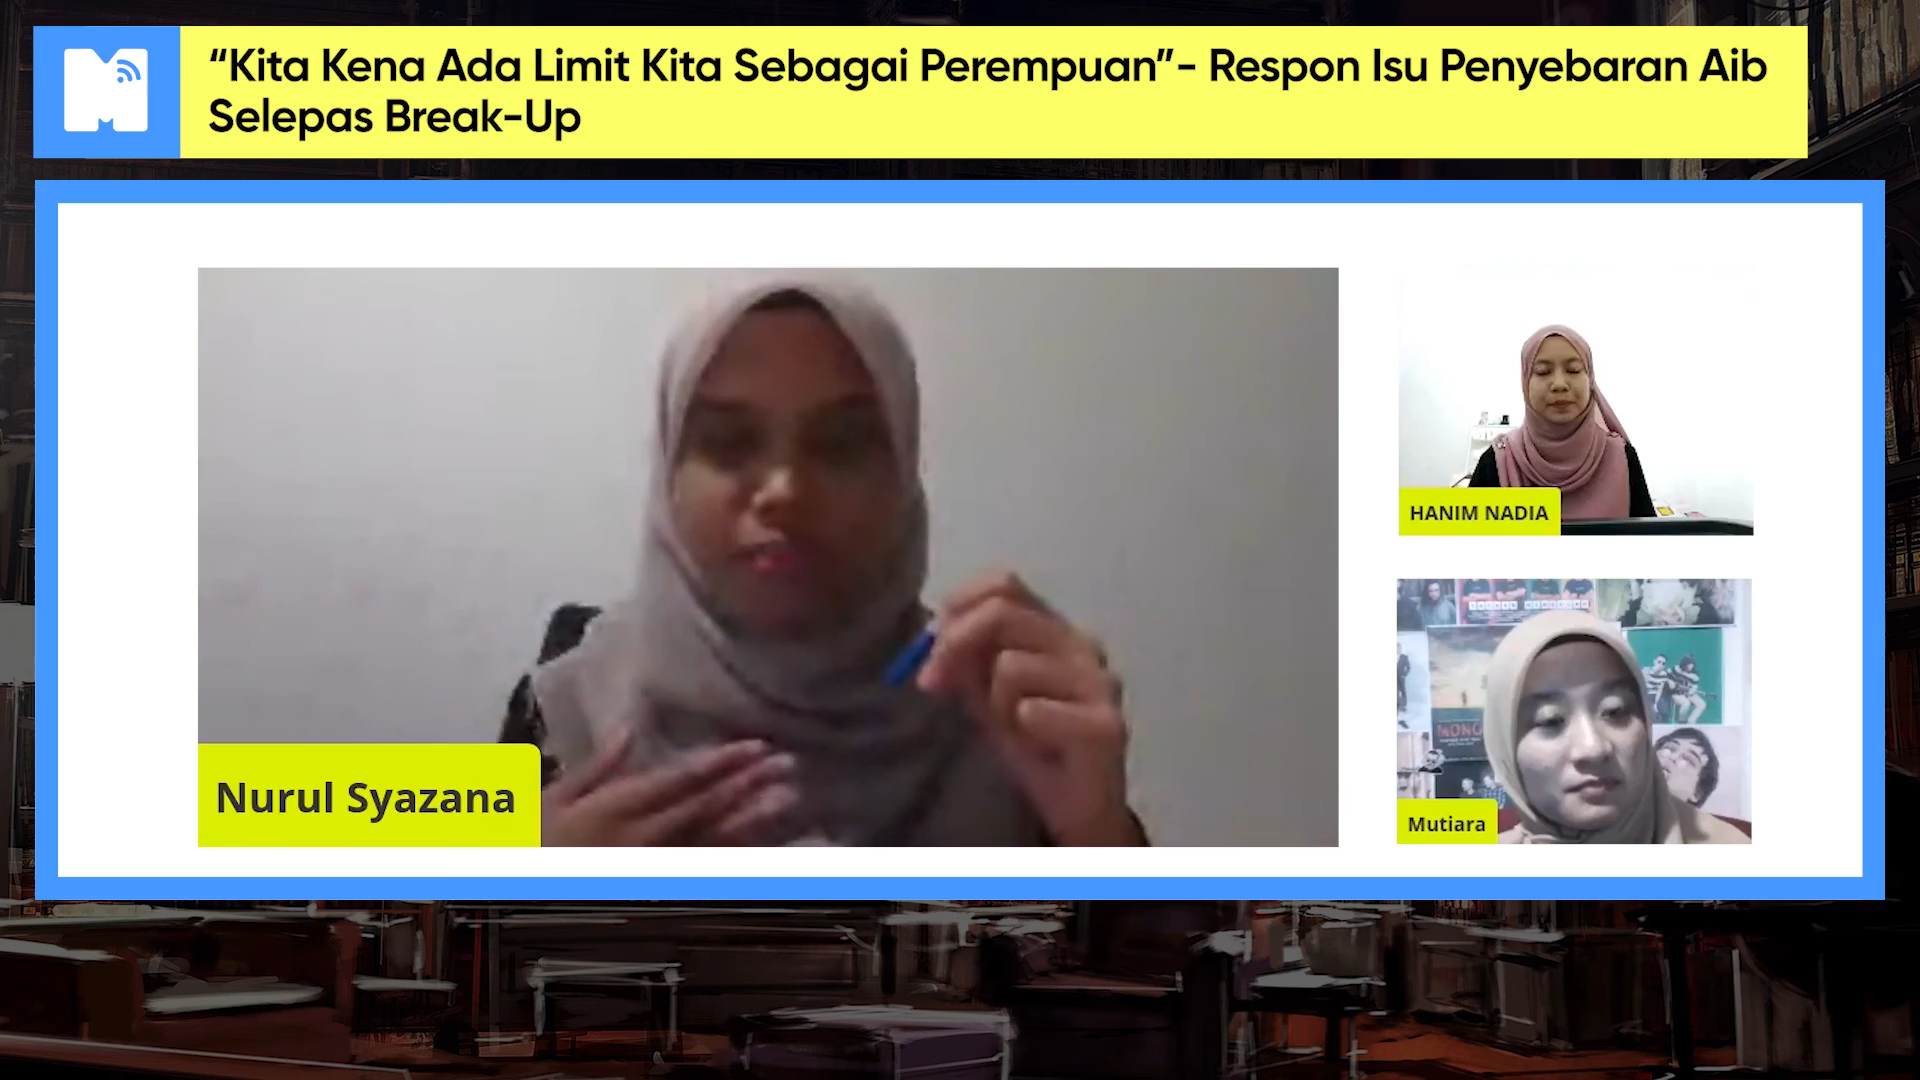 “Kita Kena Ada Limit Kita Sebagai Perempuan”- Respon Isu Penyebaran Aib
Selepas Break-Up
HANIM NADIA
Nurul Syazana
MONG
Mutiara